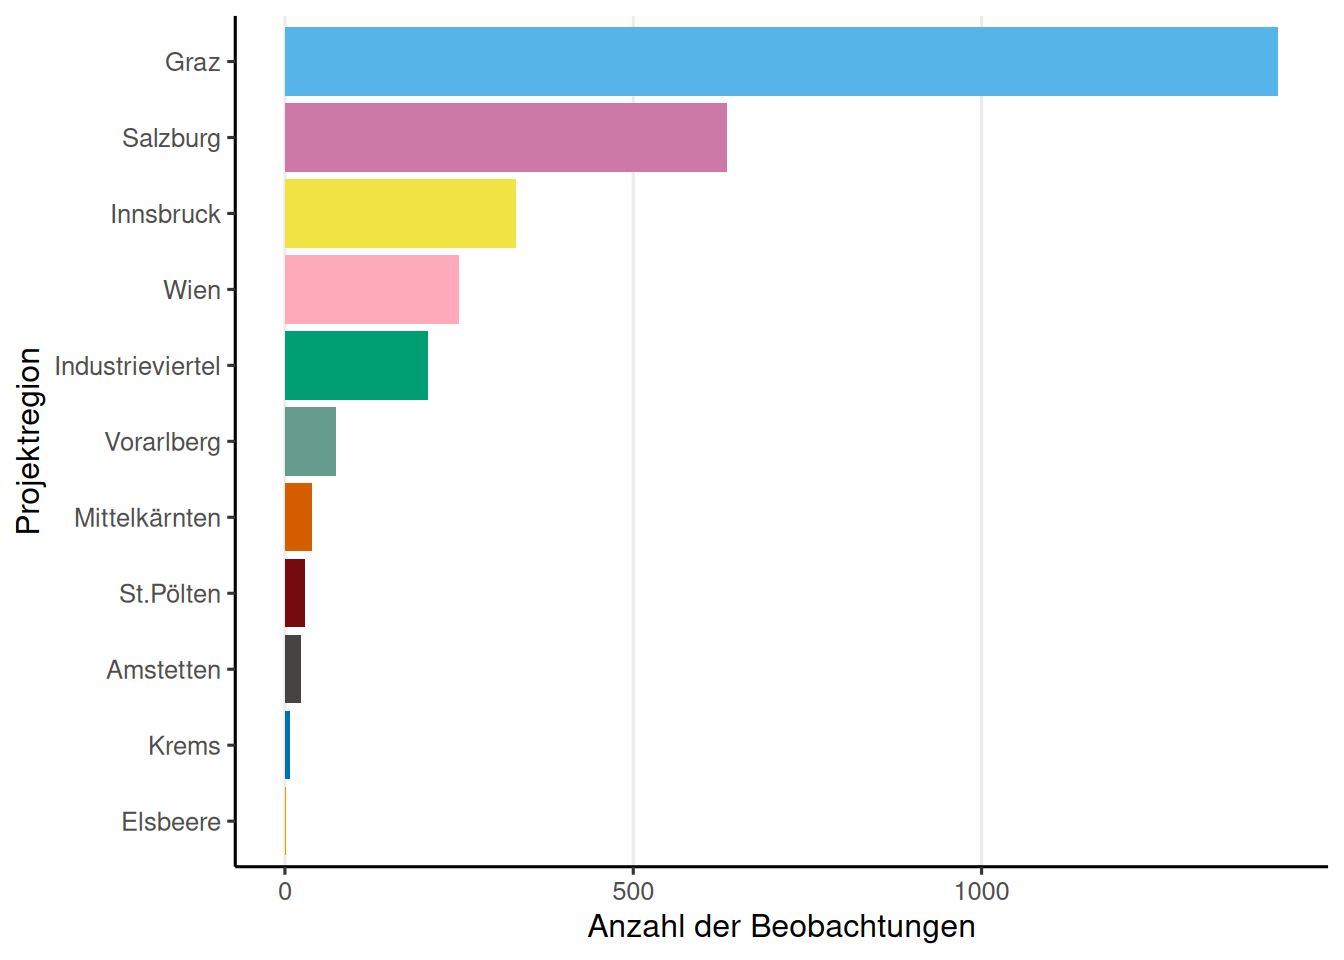 Projektregion
Graz
Salzburg
Innsbruck
Wien
Industrieviertel
Vorarlberg
Mittelkärnten
St.Pölten
Amstetten
Krems
Elsbeere
0 500 1000
Anzahl der Beobachtungen